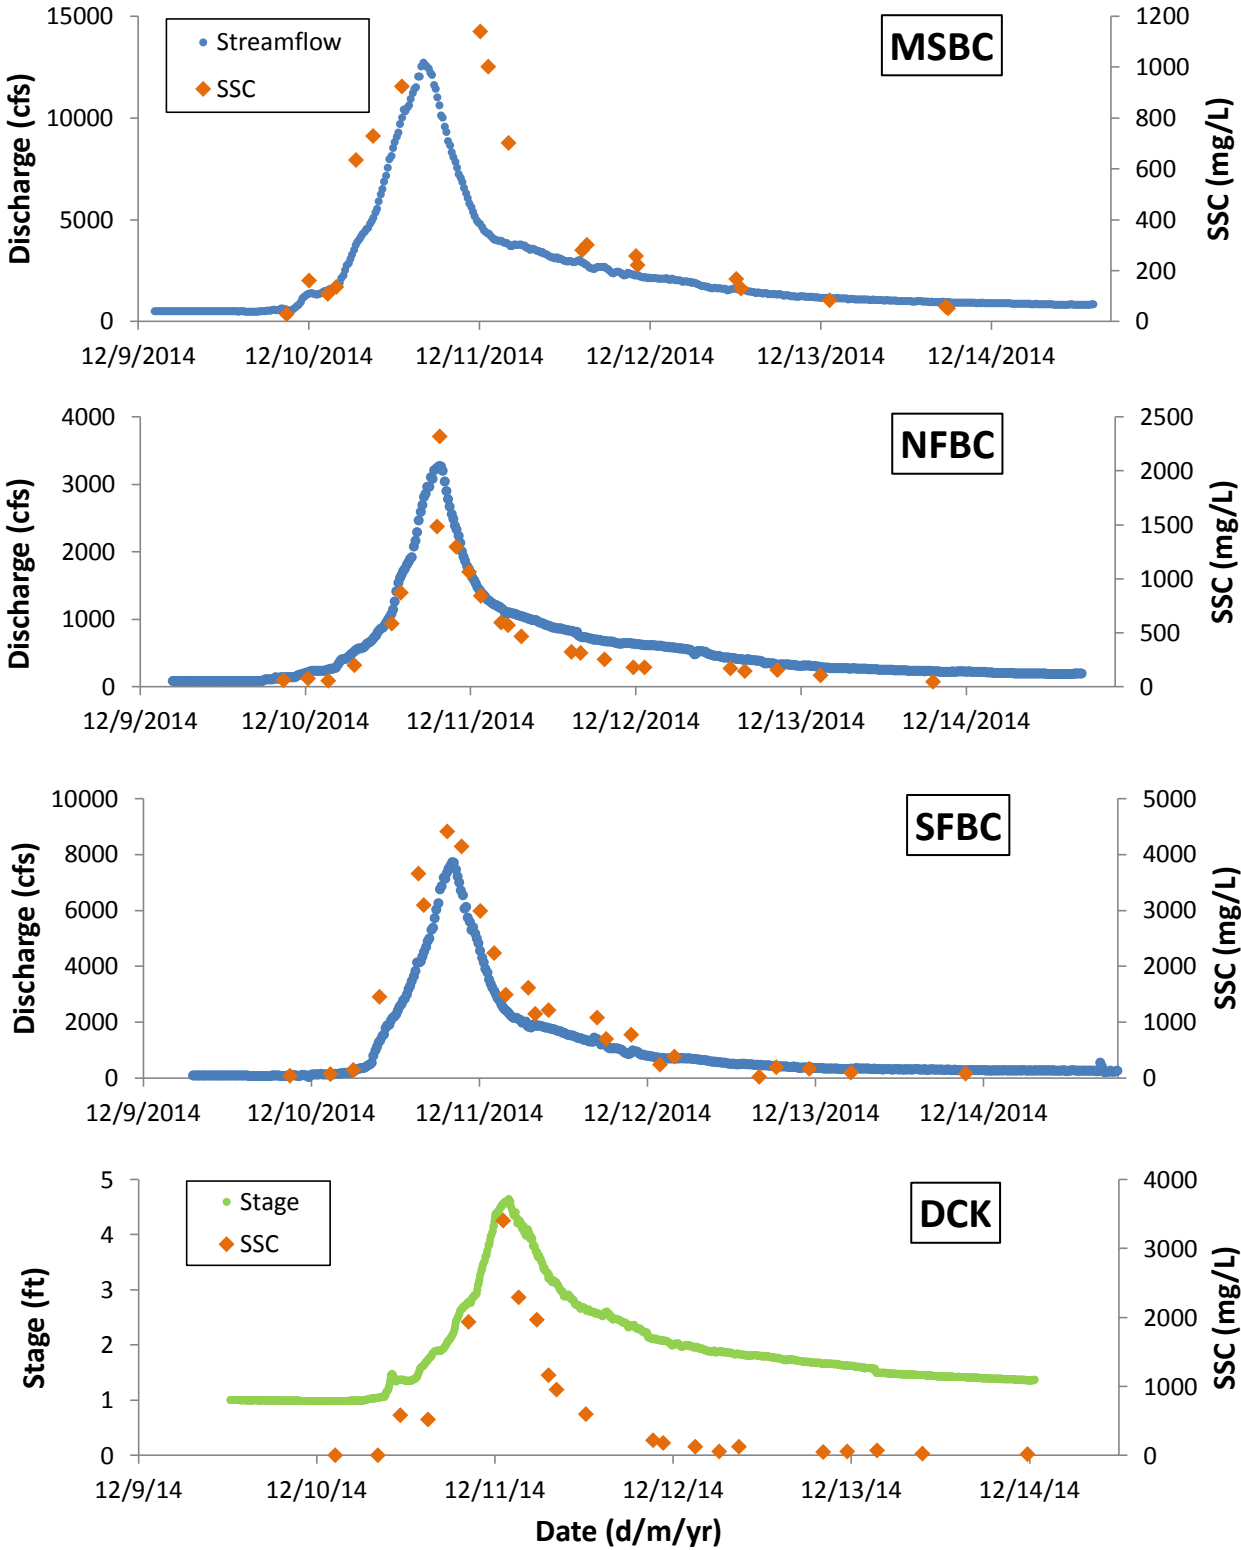 15000
10000
5000
0
Discharge (cfs)
Streamflow
SSC
MSBC
1200
1000
800
600
400
200
0
SSC (mg/L)
12/9/2014 12/10/2014 12/11/2014 12/12/2014 12/13/2014 12/14/2014
4000
3000
2000
1000
0
Discharge (cfs)
NFBC
2500
2000
1500
1000
500
0
SSC (mg/L)
12/9/2014 12/10/2014 12/11/2014 12/12/2014 12/13/2014 12/14/2014
10000
8000
6000
4000
2000
0
Discharge (cfs)
SFBC
5000
4000
3000
2000
1000
0
SSC (mg/L)
12/9/2014 12/10/2014 12/11/2014 12/12/2014 12/13/2014 12/14/2014
5
4
3
2
1
0
Stage (ft)
Stage
SSC
DCK
4000
3000
2000
1000
0
SSC (mg/L)
12/9/14 12/10/14 12/11/14 12/12/14 12/13/14 12/14/14
Date (d/m/yr)